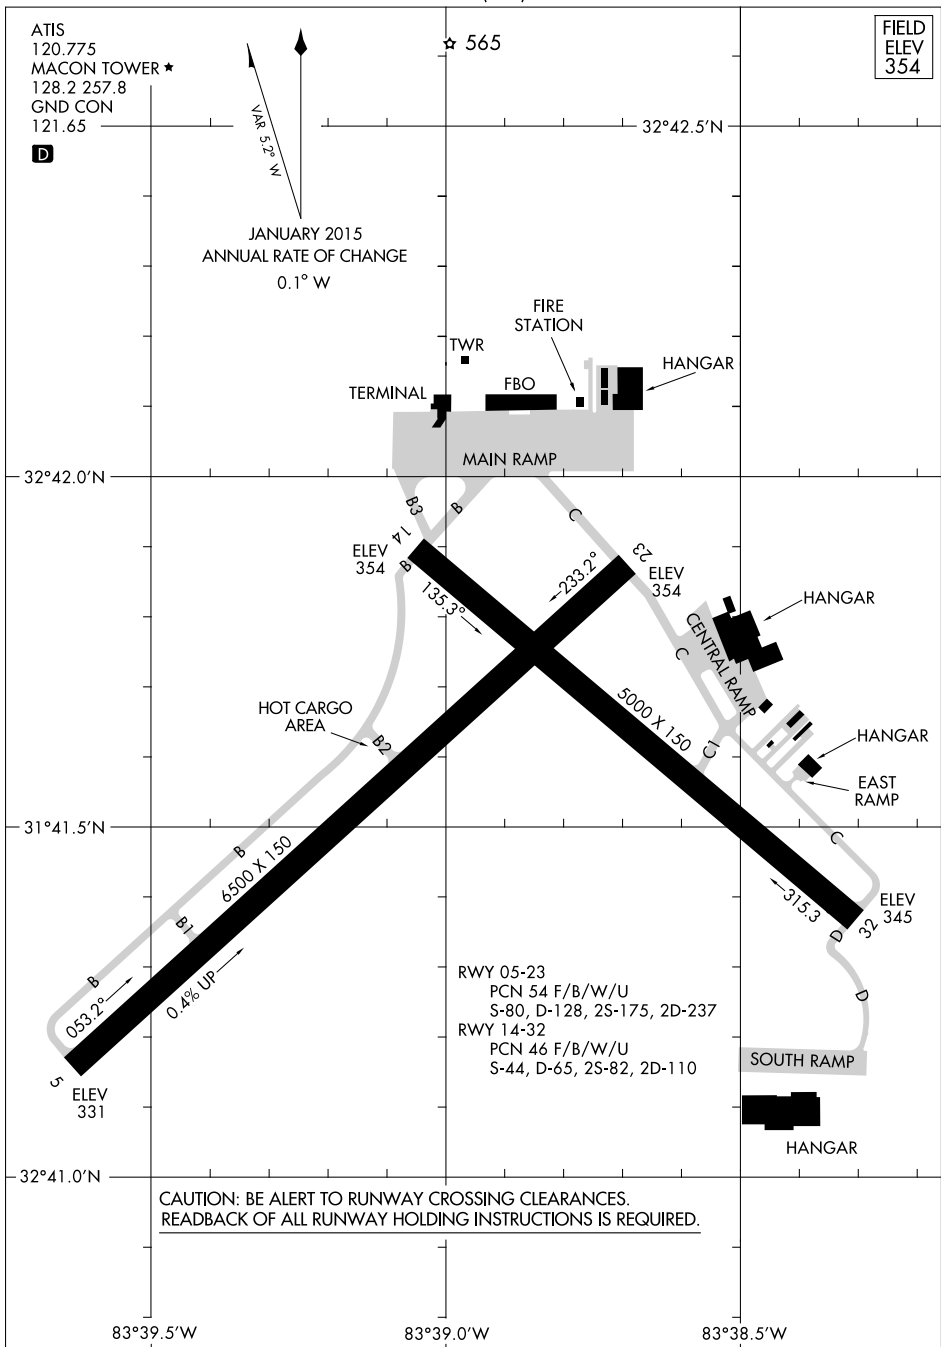 ATIS
120.775
MACON TOWER ★
128.2 257.8
GND CON
121.65
D
VAR 5.2° W
JANUARY 2015
ANNUAL RATE OF CHANGE
0.1° W
565
FIELD
ELEV
354
32°42.5'N
FIRE
STATION
TWR
TERMINAL
FBO
HANGAR
MAIN RAMP
32°42.0'N
B3
B
C
14
ELEV
354
B
135.3°
233.2°
23
ELEV
354
HANGAR
CENTRAL RAMP
C
HOT CARGO
AREA
B2
5000 X 150
C1
HANGAR
EAST
RAMP
31°41.5'N
B
6500 X 150
C
B1
315.3
ELEV
345
32
D
B
053.2°
0.4% UP
D
RWY 05-23
PCN 54 F/B/W/U
S-80, D-128, 2S-175, 2D-237
RWY 14-32
PCN 46 F/B/W/U
S-44, D-65, 2S-82, 2D-110
SOUTH RAMP
5
ELEV
331
HANGAR
32°41.0'N
CAUTION: BE ALERT TO RUNWAY CROSSING CLEARANCES.
READBACK OF ALL RUNWAY HOLDING INSTRUCTIONS IS REQUIRED.
83°39.5'W
83°39.0'W
83°38.5'W